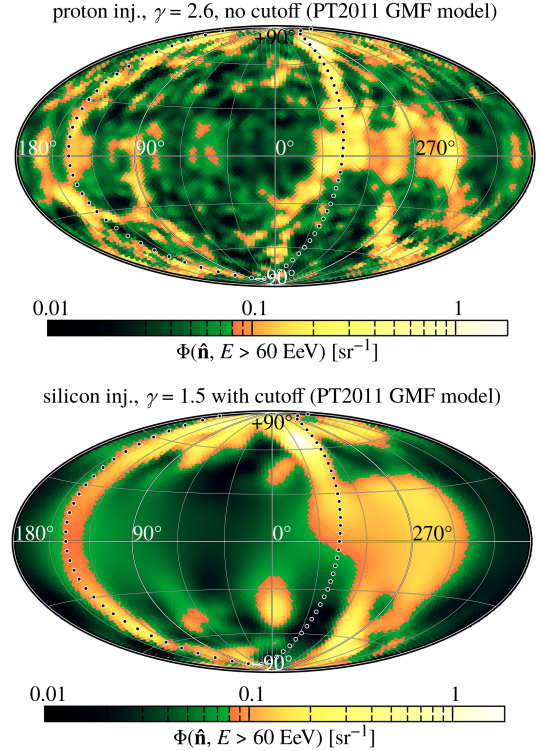 proton inj., γ = 2.6, no cutoff (PT2011 GMF model)
+90°
180° 90° 0° 270°
−90°
0.01 0.1 1
Φ(n̂, E > 60 EeV) [sr⁻¹]
silicon inj., γ = 1.5 with cutoff (PT2011 GMF model)
+90°
180° 90° 0° 270°
−90°
0.01 0.1 1
Φ(n̂, E > 60 EeV) [sr⁻¹]